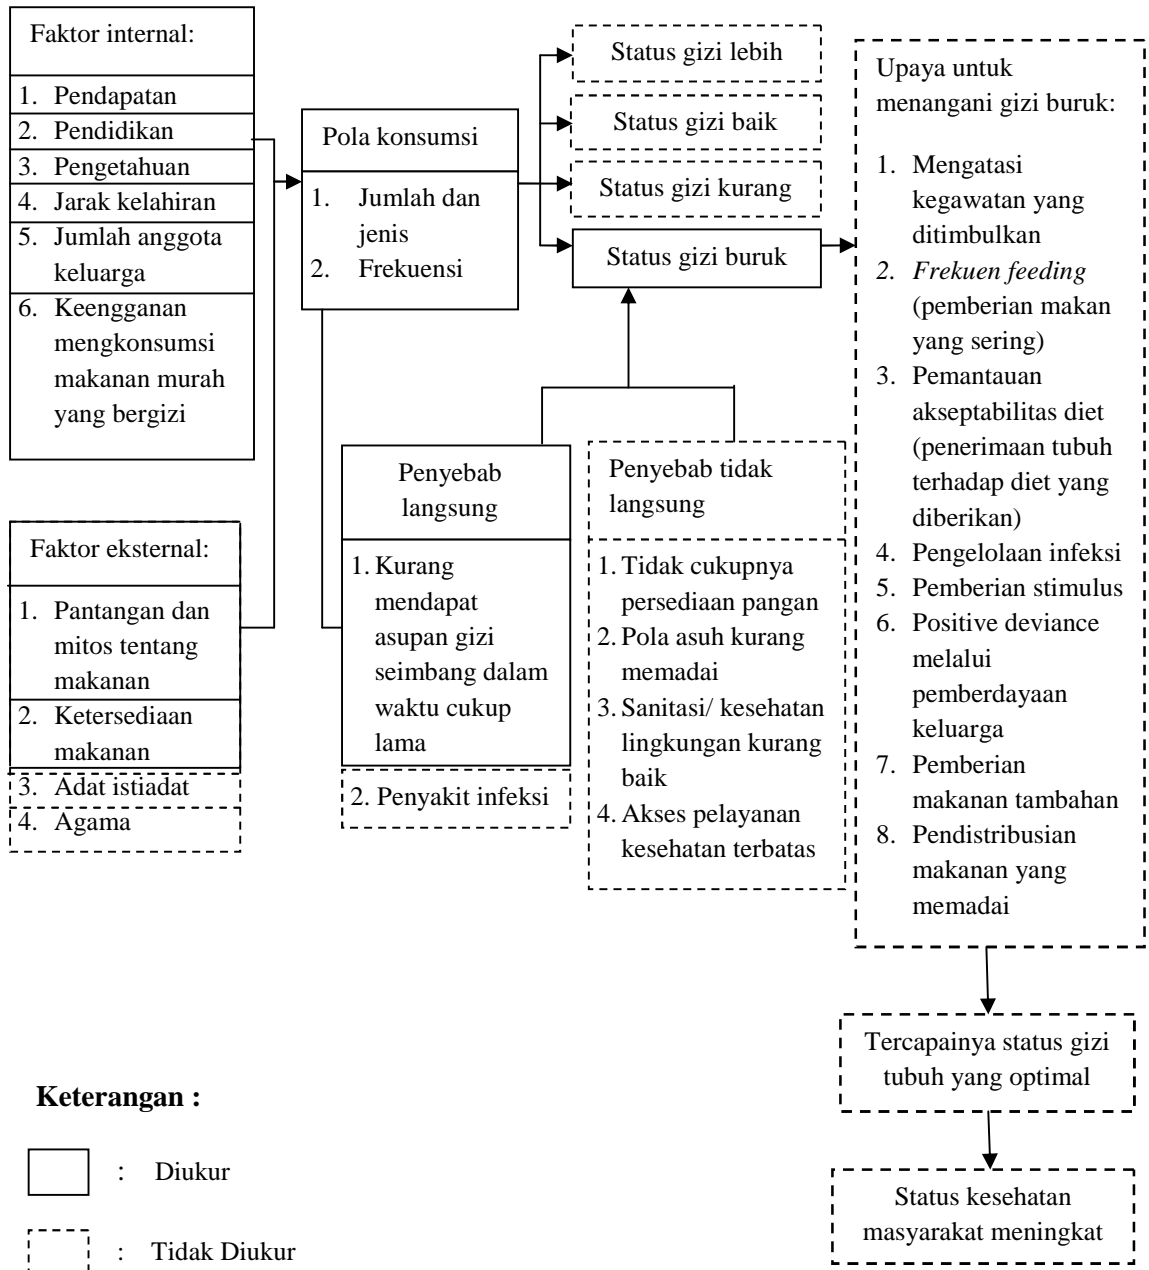 Faktor internal:
1. Pendapatan
2. Pendidikan
3. Pengetahuan
4. Jarak kelahiran
5. Jumlah anggota
keluarga
6. Keengganan
mengkonsumsi
makanan murah
yang bergizi
Faktor eksternal:
1. Pantangan dan
mitos tentang
makanan
2. Ketersediaan
makanan
3. Adat istiadat
4. Agama
Pola konsumsi
1. Jumlah dan
jenis
2. Frekuensi
Status gizi lebih
Status gizi baik
Status gizi kurang
Status gizi buruk
Penyebab
langsung
1. Kurang
mendapat
asupan gizi
seimbang dalam
waktu cukup
lama
2. Penyakit infeksi
Penyebab tidak
langsung
1. Tidak cukupnya
persediaan pangan
2. Pola asuh kurang
memadai
3. Sanitasi/ kesehatan
lingkungan kurang
baik
4. Akses pelayanan
kesehatan terbatas
Upaya untuk
menangani gizi buruk:
1. Mengatasi
kegawatan yang
ditimbulkan
2. Frekuen feeding
(pemberian makan
yang sering)
3. Pemantauan
akseptabilitas diet
(penerimaan tubuh
terhadap diet yang
diberikan)
4. Pengelolaan infeksi
5. Pemberian stimulus
6. Positive deviance
melalui
pemberdayaan
keluarga
7. Pemberian
makanan tambahan
8. Pendistribusian
makanan yang
memadai
Tercapainya status gizi
tubuh yang optimal
Status kesehatan
masyarakat meningkat
Keterangan :
: Diukur
: Tidak Diukur